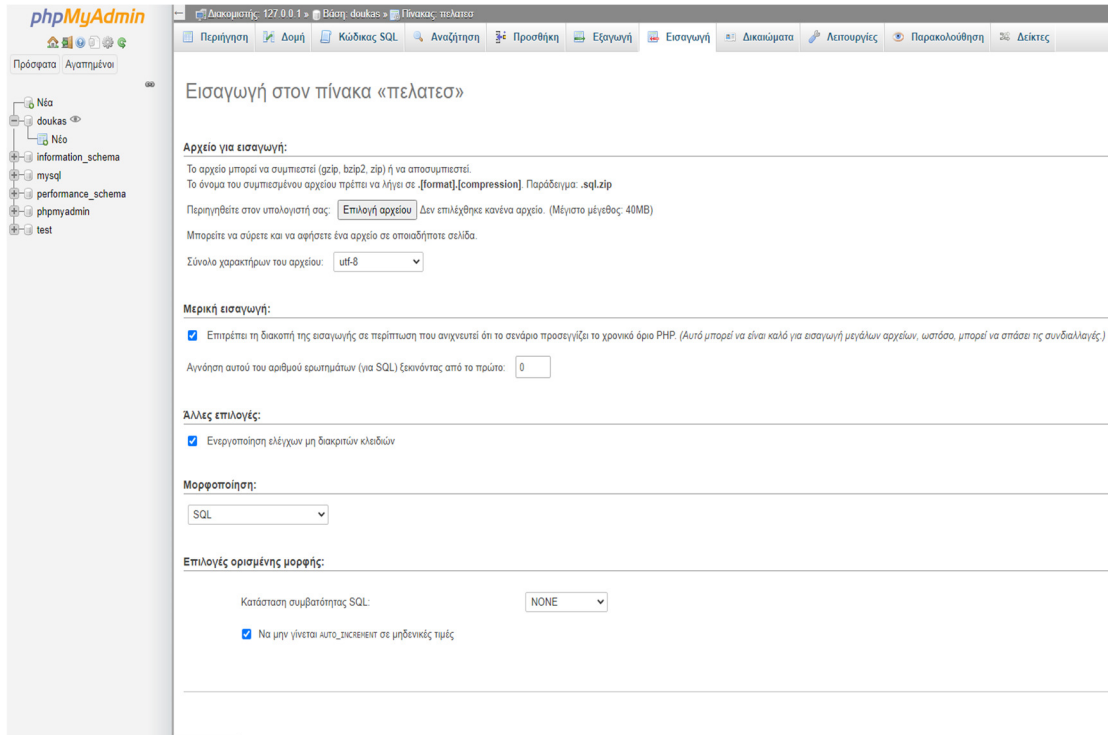 phpMyAdmin
Πρόσφατα Αγαπημένοι
Νέα
doukas
Νέο
information_schema
mysql
performance_schema
phpmyadmin
test
Διακομιστής: 127.0.0.1 » Βάση: doukas » Πίνακας: πελατεσ
Περιήγηση Δομή Κώδικας SQL Αναζήτηση Προσθήκη Εξαγωγή Εισαγωγή Δικαιώματα Λειτουργίες Παρακολούθηση Δείκτες
Εισαγωγή στον πίνακα «πελατεσ»
Αρχείο για εισαγωγή:
Το αρχείο μπορεί να συμπιεστεί (gzip, bzip2, zip) ή να αποσυμπιεστεί.
Το όνομα του συμπιεσμένου αρχείου πρέπει να λήγει σε .[format].[compression]. Παράδειγμα: .sql.zip
Περιηγηθείτε στον υπολογιστή σας: Επιλογή αρχείου Δεν επιλέχθηκε κανένα αρχείο. (Μέγιστο μέγεθος: 40MB)
Μπορείτε να σύρετε και να αφήσετε ένα αρχείο σε οποιαδήποτε σελίδα.
Σύνολο χαρακτήρων του αρχείου: utf-8
Μερική εισαγωγή:
Επιτρέπει τη διακοπή της εισαγωγής σε περίπτωση που ανιχνευτεί ότι το σενάριο προσεγγίζει το χρονικό όριο PHP. (Αυτό μπορεί να είναι καλό για εισαγωγή μεγάλων αρχείων, ωστόσο, μπορεί να σπάσει τις συνδιαλλαγές.)
Αγνόηση αυτού του αριθμού ερωτημάτων (για SQL) ξεκινόντας από το πρώτο: 0
Άλλες επιλογές:
Ενεργοποίηση ελέγχων μη διακριτών κλειδιών
Μορφοποίηση:
SQL
Επιλογές ορισμένης μορφής:
Κατάσταση συμβατότητας SQL: NONE
Να μην γίνεται AUTO_INCREMENT σε μηδενικές τιμές